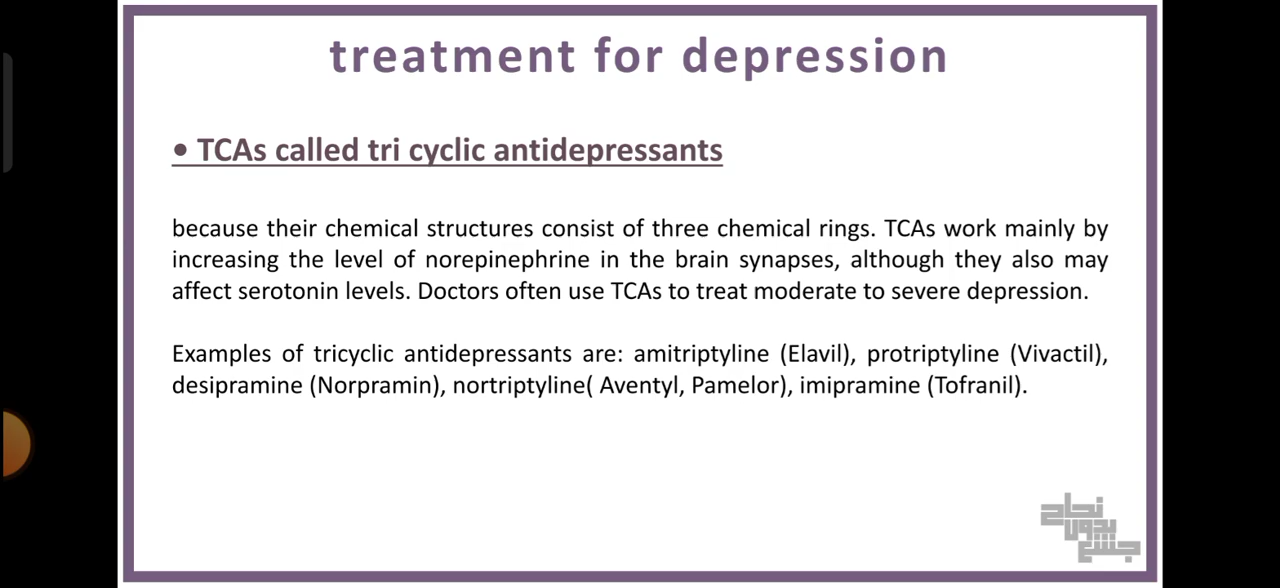 treatment for depression
• TCAs called tri cyclic antidepressants
because their chemical structures consist of three chemical rings. TCAs work mainly by
increasing the level of norepinephrine in the brain synapses, although they also may
affect serotonin levels. Doctors often use TCAs to treat moderate to severe depression.
Examples of tricyclic antidepressants are: amitriptyline (Elavil), protriptyline (Vivactil),
desipramine (Norpramin), nortriptyline( Aventyl, Pamelor), imipramine (Tofranil).
نجاح
بدون
جشع